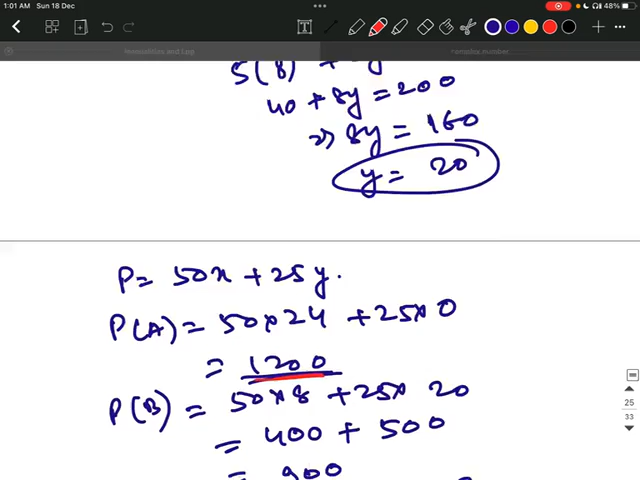 1:01 AM Sun 18 Dec
48%
40 + 8y = 200
⇒ 8y = 160
y = 20
P = 50x + 25y.
P(A) = 50×24 + 25×0
= 1200
P(B) = 50×8 + 25× 20
= 400 + 500
= 900
25
33